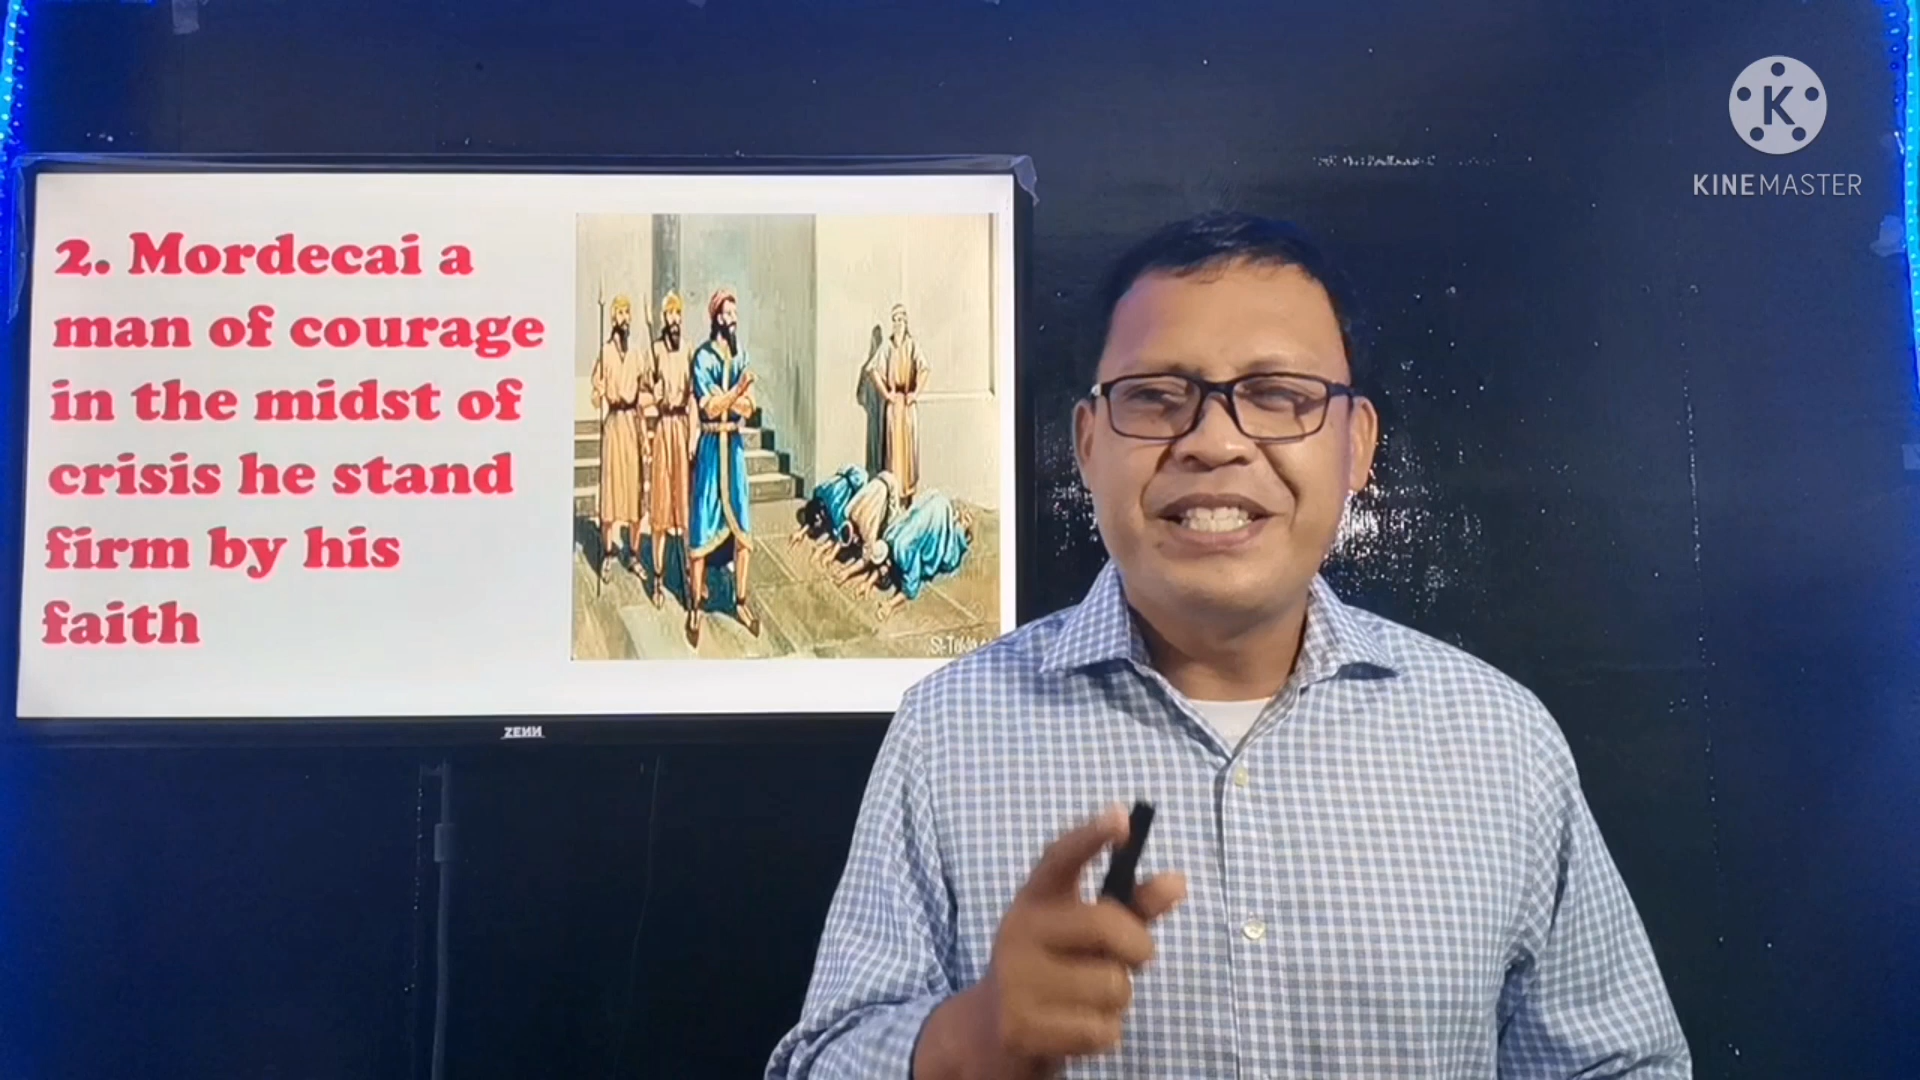 2. Mordecai a
man of courage
in the midst of
crisis he stand
firm by his
faith
ZENN
K
KINEMASTER